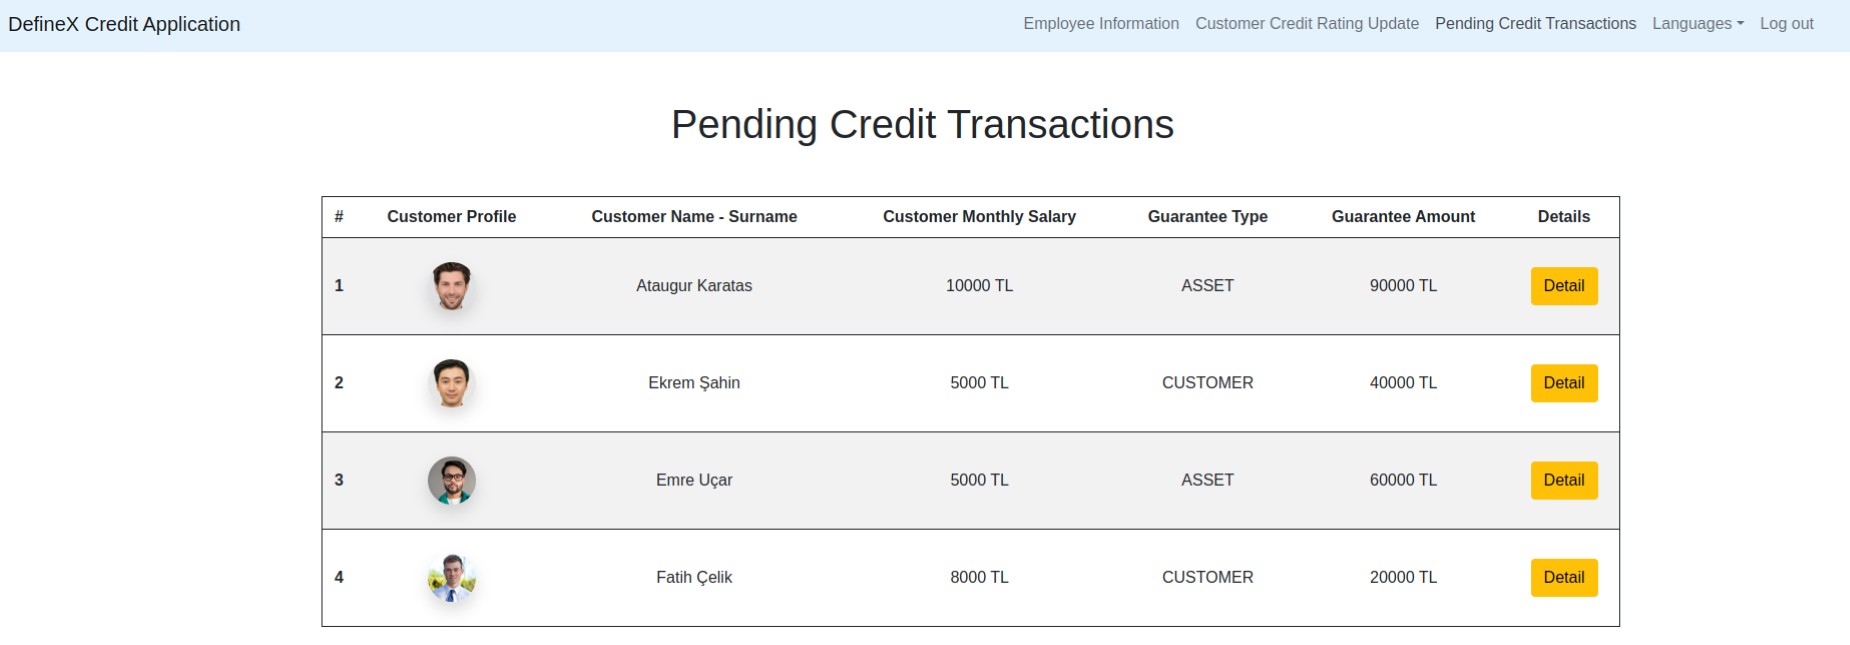 DefineX Credit Application Employee Information Customer Credit Rating Update Pending Credit Transactions Languages Log out
Pending Credit Transactions
# Customer Profile Customer Name - Surname Customer Monthly Salary Guarantee Type Guarantee Amount Details
1 Ataugur Karatas 10000 TL ASSET 90000 TL Detail
2 Ekrem Şahin 5000 TL CUSTOMER 40000 TL Detail
3 Emre Uçar 5000 TL ASSET 60000 TL Detail
4 Fatih Çelik 8000 TL CUSTOMER 20000 TL Detail